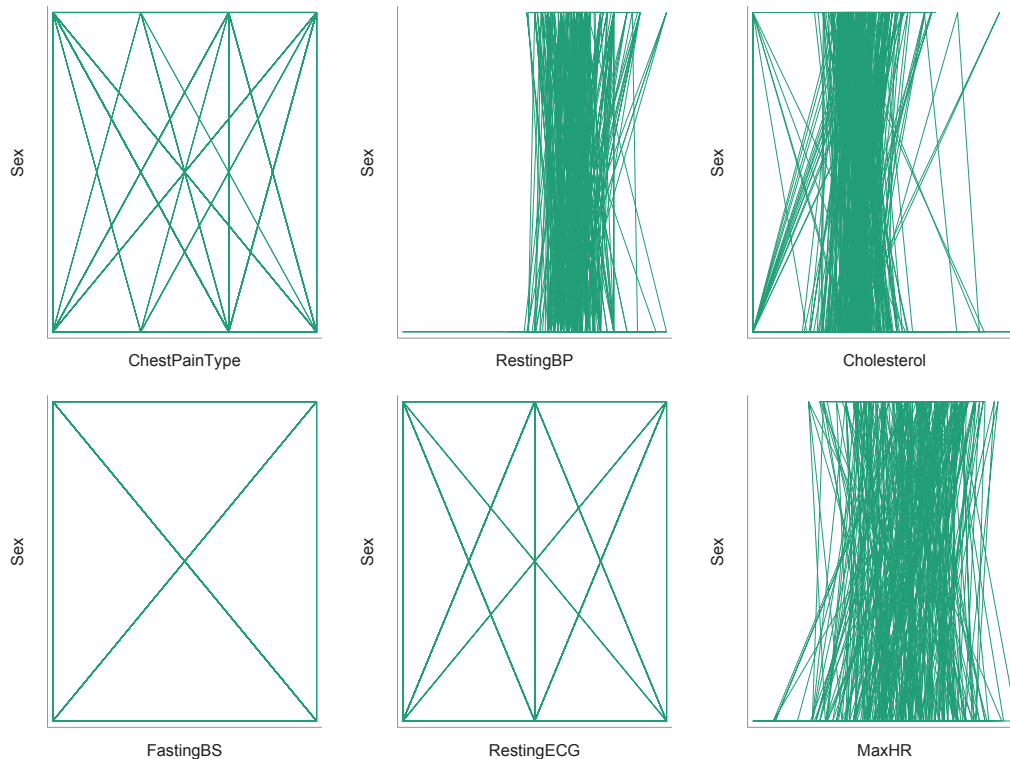 Sex
ChestPainType
Sex
RestingBP
Sex
Cholesterol
Sex
FastingBS
Sex
RestingECG
Sex
MaxHR